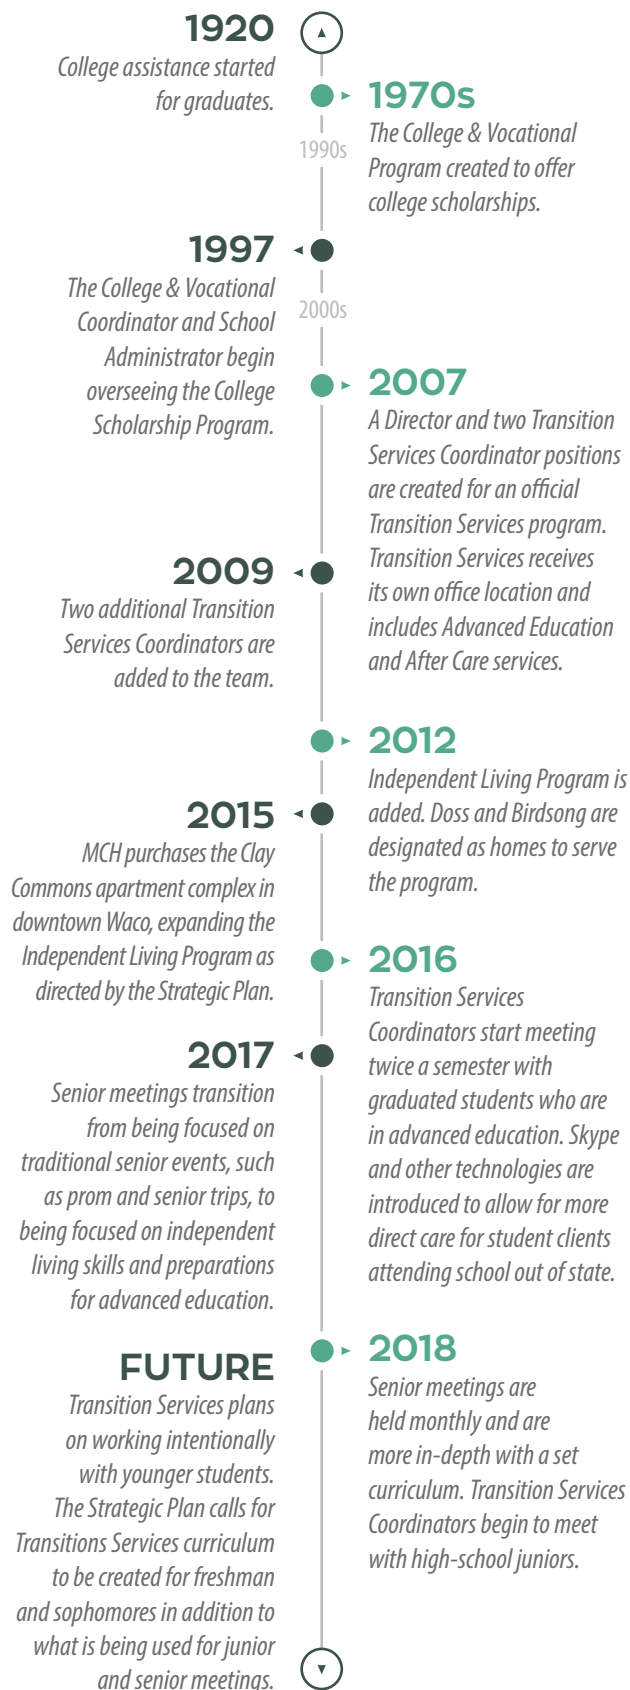 1920
College assistance started
for graduates.
1970s
The College & Vocational
Program created to offer
college scholarships.
1990s
1997
The College & Vocational
Coordinator and School
Administrator begin
overseeing the College
Scholarship Program.
2000s
2007
A Director and two Transition
Services Coordinator positions
are created for an official
Transition Services program.
Transition Services receives
its own office location and
includes Advanced Education
and After Care services.
2009
Two additional Transition
Services Coordinators are
added to the team.
2012
Independent Living Program is
added. Doss and Birdsong are
designated as homes to serve
the program.
2015
MCH purchases the Clay
Commons apartment complex in
downtown Waco, expanding the
Independent Living Program as
directed by the Strategic Plan.
2016
Transition Services
Coordinators start meeting
twice a semester with
graduated students who are
in advanced education. Skype
and other technologies are
introduced to allow for more
direct care for student clients
attending school out of state.
2017
Senior meetings transition
from being focused on
traditional senior events, such
as prom and senior trips, to
being focused on independent
living skills and preparations
for advanced education.
2018
Senior meetings are
held monthly and are
more in-depth with a set
curriculum. Transition Services
Coordinators begin to meet
with high-school juniors.
FUTURE
Transition Services plans
on working intentionally
with younger students.
The Strategic Plan calls for
Transitions Services curriculum
to be created for freshman
and sophomores in addition to
what is being used for junior
and senior meetings.